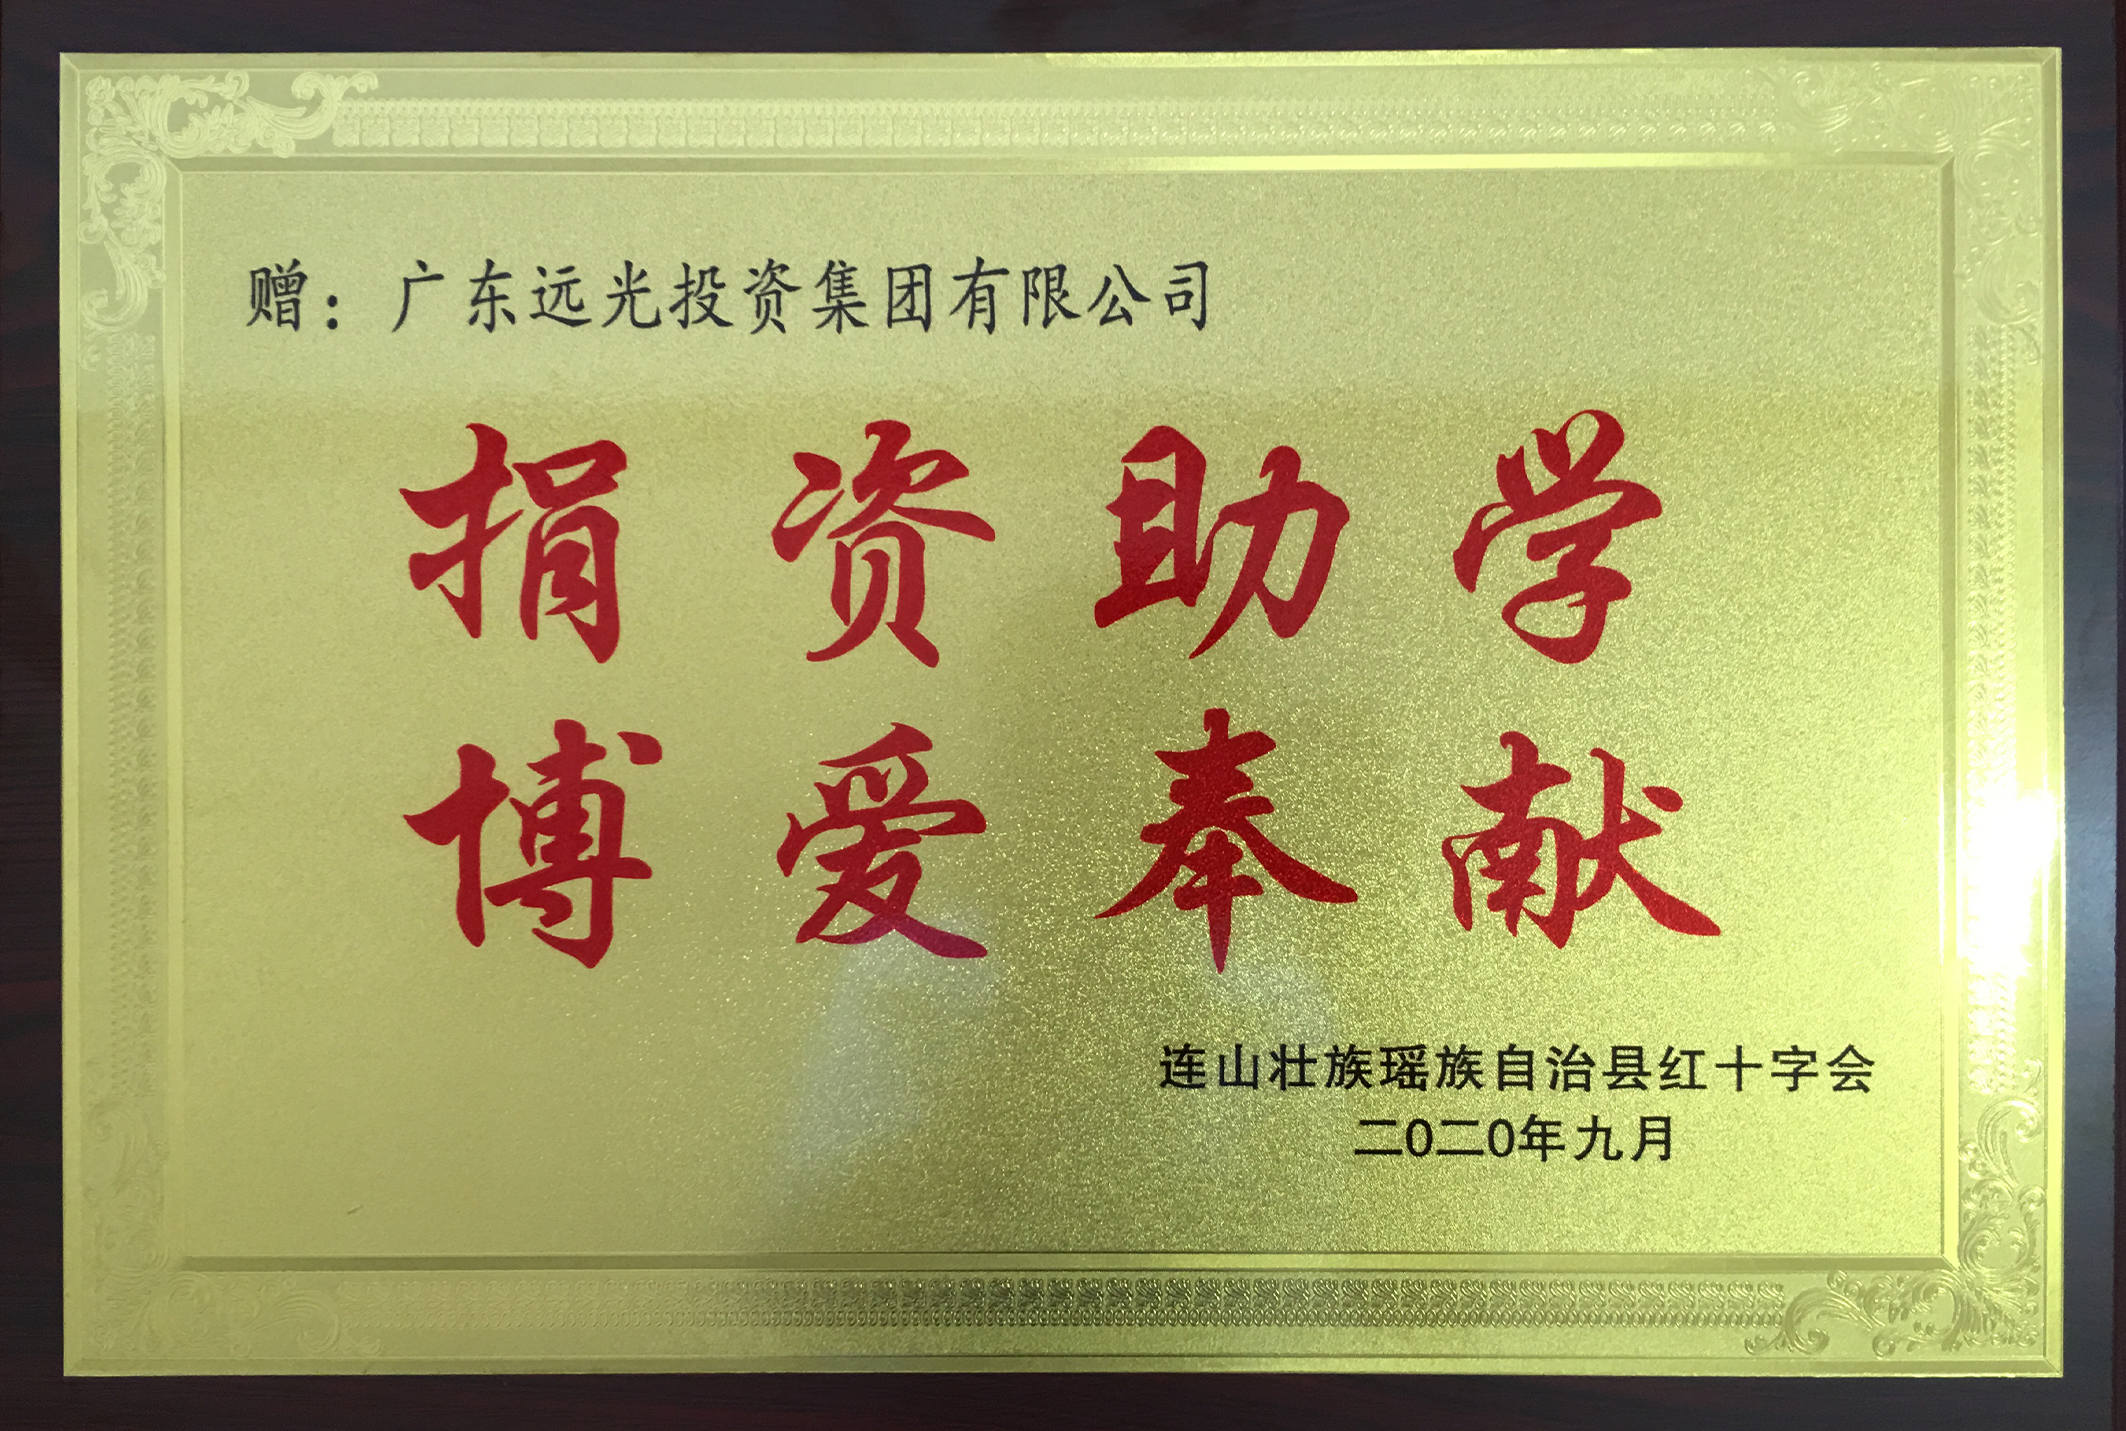 赠：广东远光投资集团有限公司
捐资助学
博爱奉献
连山壮族瑶族自治县红十字会
二0二0年九月